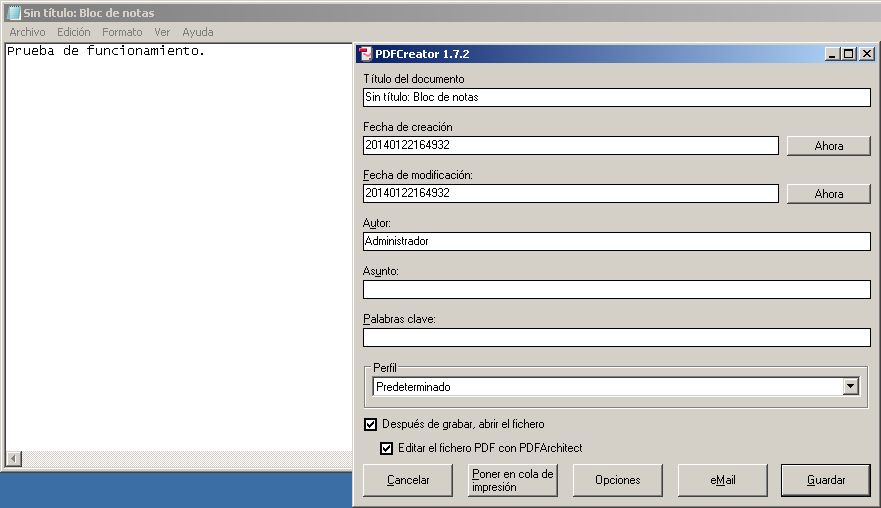 Sin título: Bloc de notas
Archivo Edición Formato Ver Ayuda
Prueba de funcionamiento.
PDFCreator 1.7.2
Título del documento
Sin título: Bloc de notas
Fecha de creación
20140122164932
Ahora
Fecha de modificación:
20140122164932
Ahora
Autor:
Administrador
Asunto:
Palabras clave:
Perfil
Predeterminado
Después de grabar, abrir el fichero
Editar el fichero PDF con PDFArchitect
Cancelar
Poner en cola de
impresión
Opciones
eMail
Guardar